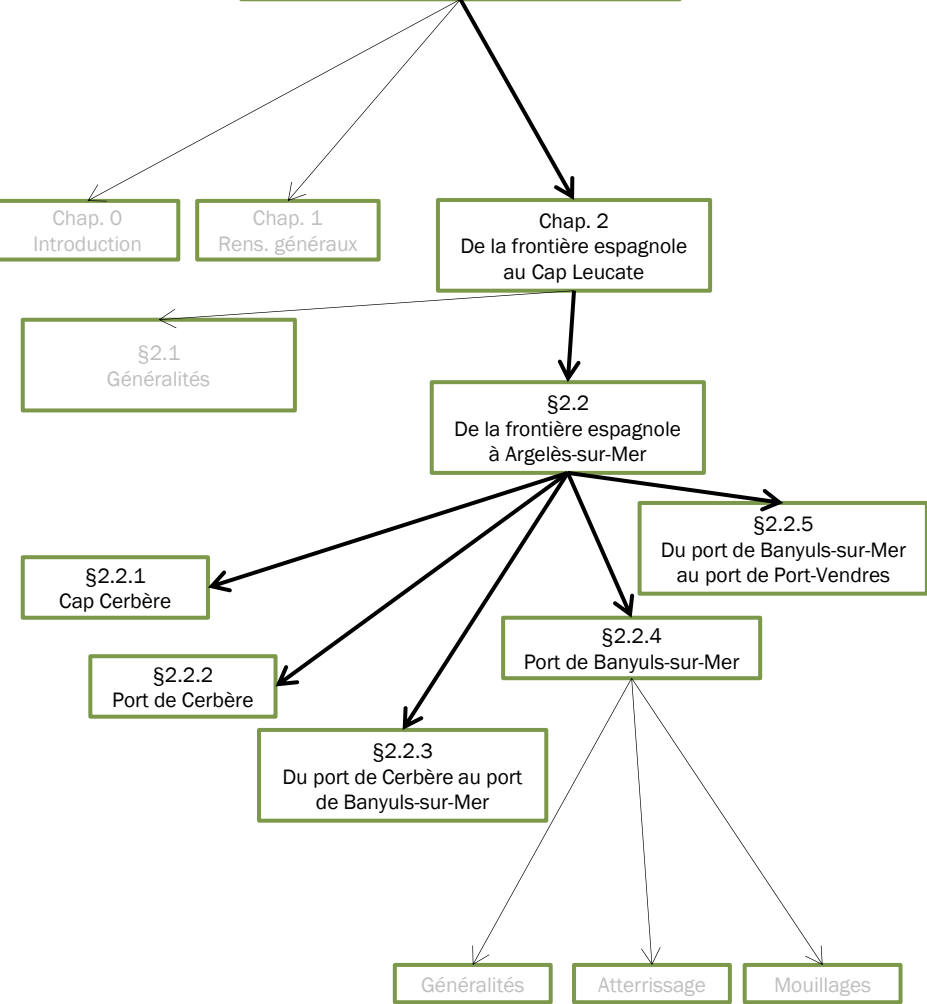 Chap. 0
Introduction
Chap. 1
Rens. généraux
Chap. 2
De la frontière espagnole
au Cap Leucate
§2.1
Généralités
§2.2
De la frontière espagnole
à Argelès-sur-Mer
§2.2.5
Du port de Banyuls-sur-Mer
au port de Port-Vendres
§2.2.1
Cap Cerbère
§2.2.4
Port de Banyuls-sur-Mer
§2.2.2
Port de Cerbère
§2.2.3
Du port de Cerbère au port
de Banyuls-sur-Mer
Généralités
Atterrissage
Mouillages